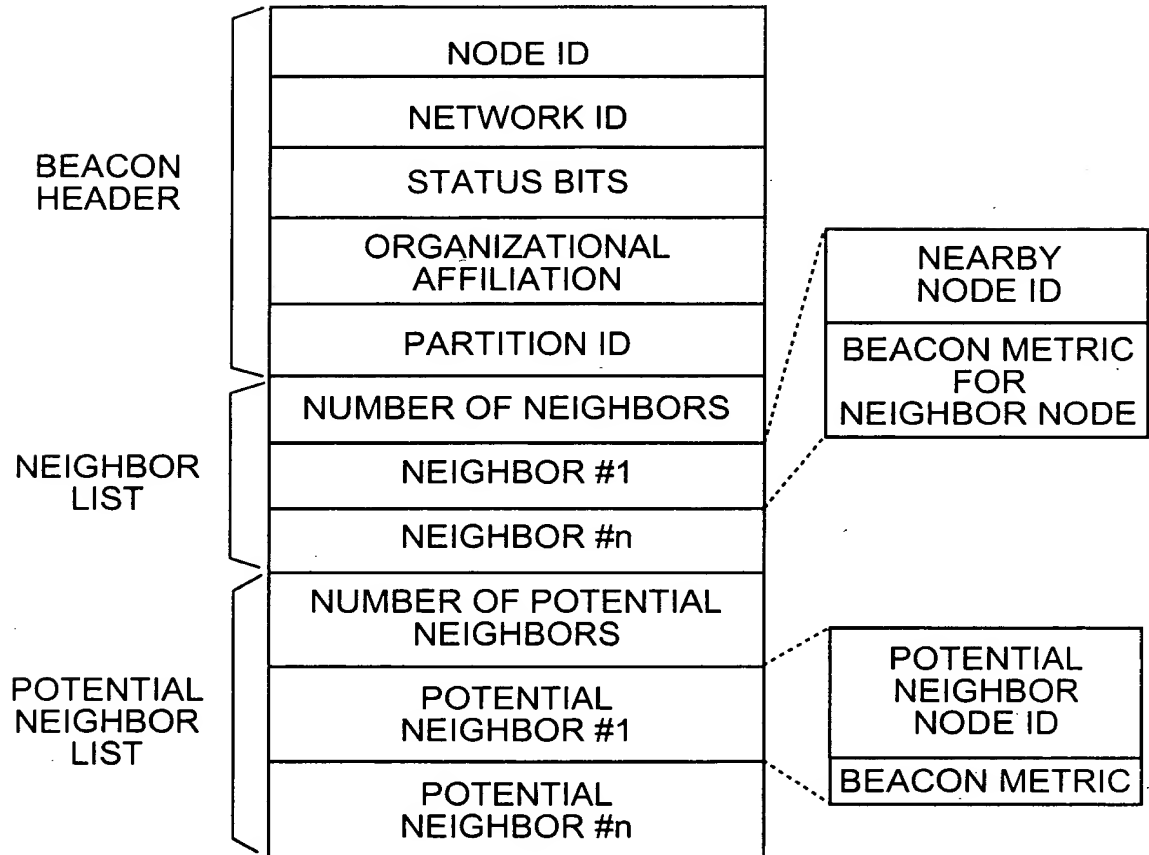 BEACON
HEADER
NODE ID
NETWORK ID
STATUS BITS
ORGANIZATIONAL
AFFILIATION
PARTITION ID
NEIGHBOR
LIST
NUMBER OF NEIGHBORS
NEIGHBOR #1
NEIGHBOR #n
NEARBY
NODE ID
BEACON METRIC
FOR
NEIGHBOR NODE
POTENTIAL
NEIGHBOR
LIST
NUMBER OF POTENTIAL
NEIGHBORS
POTENTIAL
NEIGHBOR #1
POTENTIAL
NEIGHBOR #n
POTENTIAL
NEIGHBOR
NODE ID
BEACON METRIC